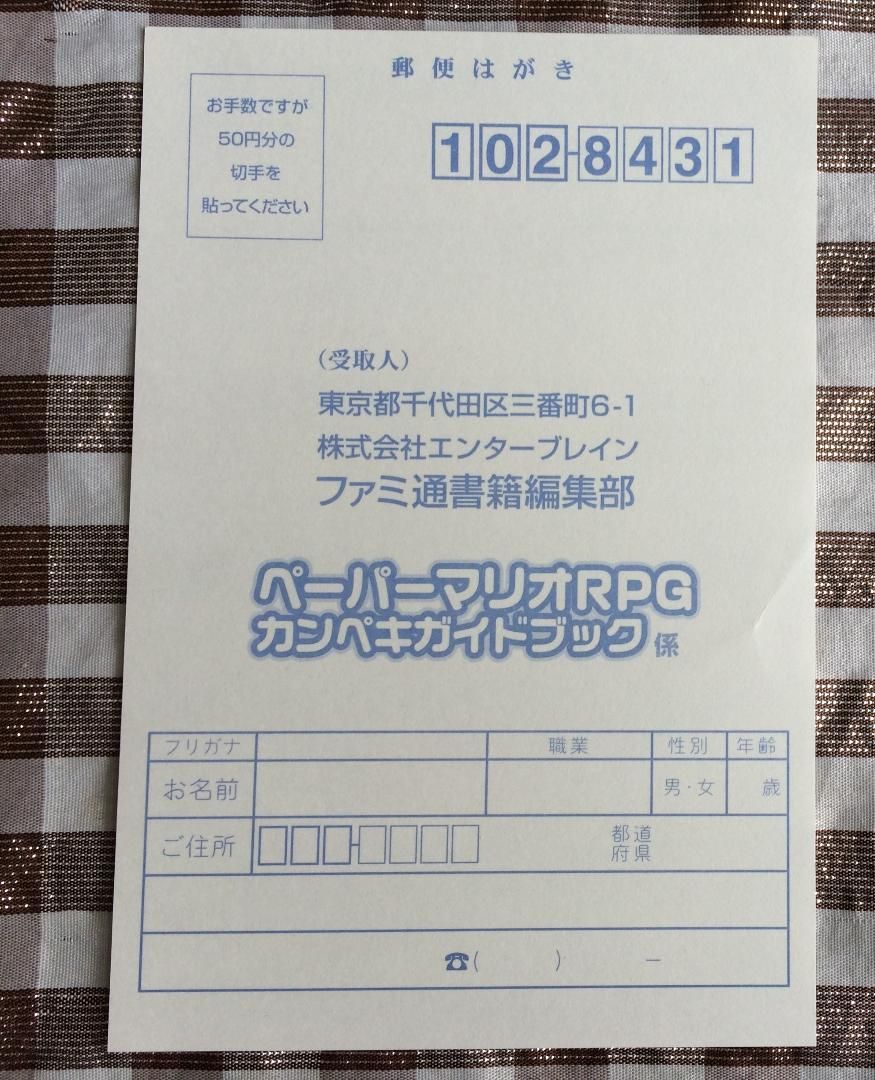 郵便はがき
お手数ですが
50円分の
切手を
貼ってください
102-8431
(受取人)
東京都千代田区三番町6-1
株式会社エンターブレイン
ファミ通書籍編集部
ペーパーマリオRPG
カンペキガイドブック係
フリガナ 職業 性別 年齢
お名前 男・女 歳
ご住所 - 都道府県
☎( ) −